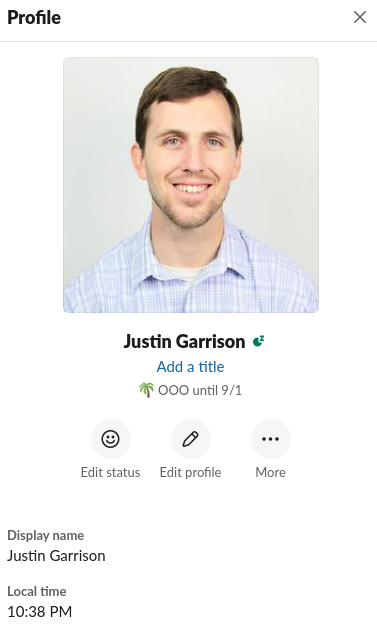 Profile
Justin Garrison
Add a title
🌴 OOO until 9/1
Edit status
Edit profile
More
Display name
Justin Garrison
Local time
10:38 PM